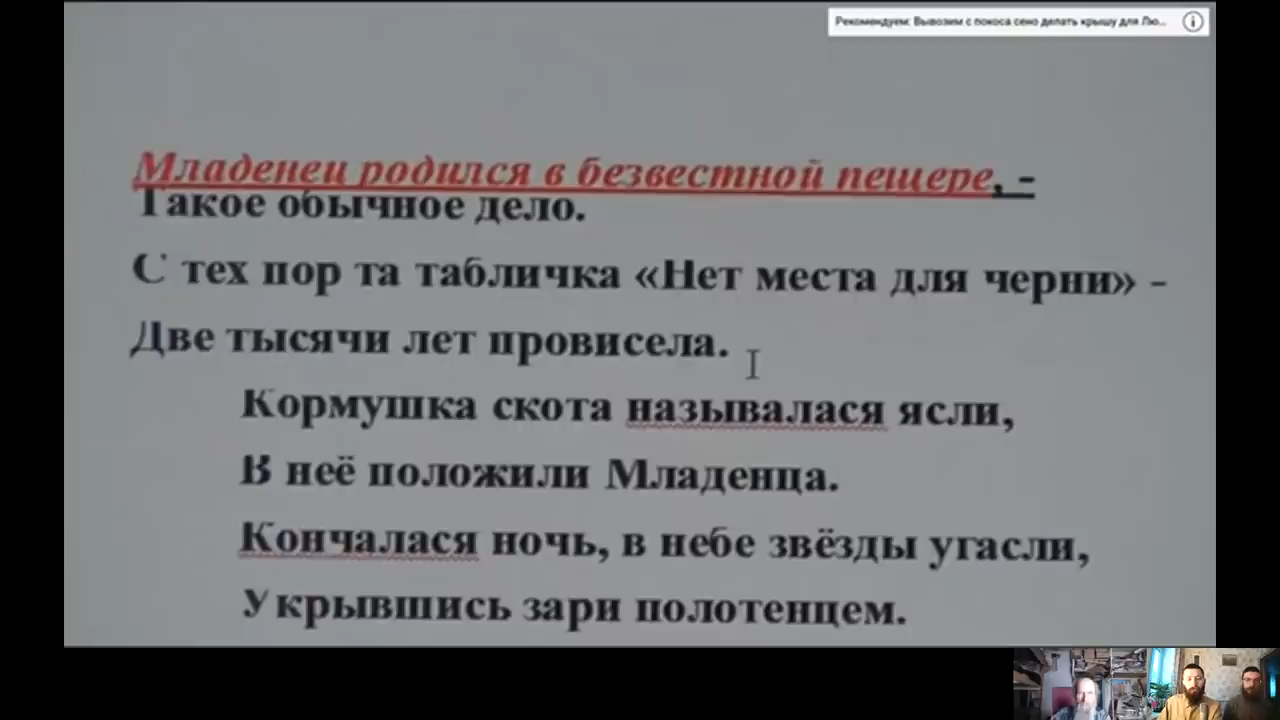 Рекомендуем: Вывозим с покоса сено делать крышу для Лю...
Младенец родился в безвестной пещере, -
Такое обычное дело.
С тех пор та табличка «Нет места для черни» -
Две тысячи лет провисела.
Кормушка скота называлася ясли,
В неё положили Младенца.
Кончалася ночь, в небе звёзды угасли,
Укрывшись зари полотенцем.